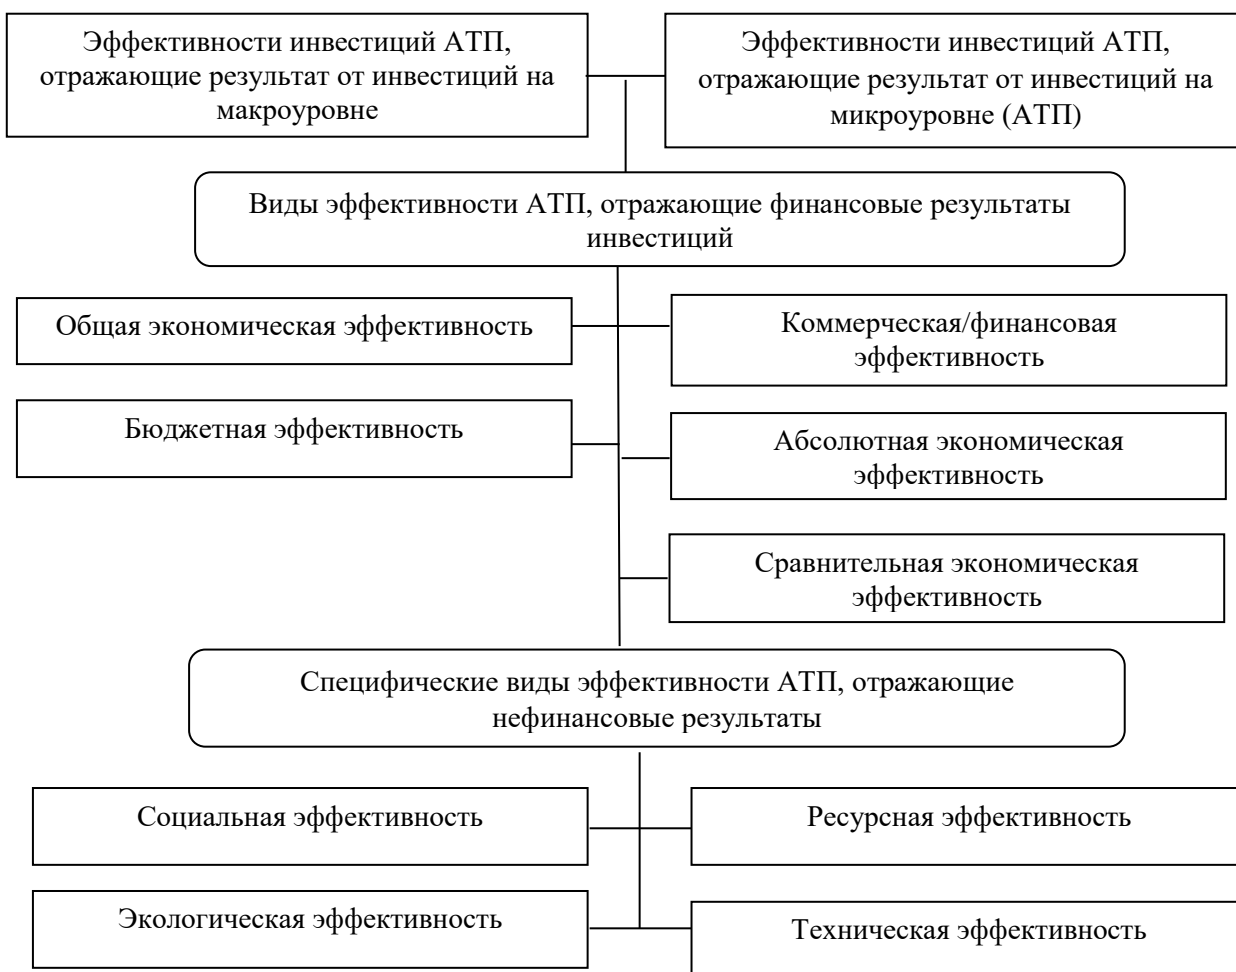 Эффективности инвестиций АТП,
отражающие результат от инвестиций на
макроуровне
Эффективности инвестиций АТП,
отражающие результат от инвестиций на
микроуровне (АТП)
Виды эффективности АТП, отражающие финансовые результаты
инвестиций
Общая экономическая эффективность
Коммерческая/финансовая
эффективность
Бюджетная эффективность
Абсолютная экономическая
эффективность
Сравнительная экономическая
эффективность
Специфические виды эффективности АТП, отражающие
нефинансовые результаты
Социальная эффективность
Ресурсная эффективность
Экологическая эффективность
Техническая эффективность